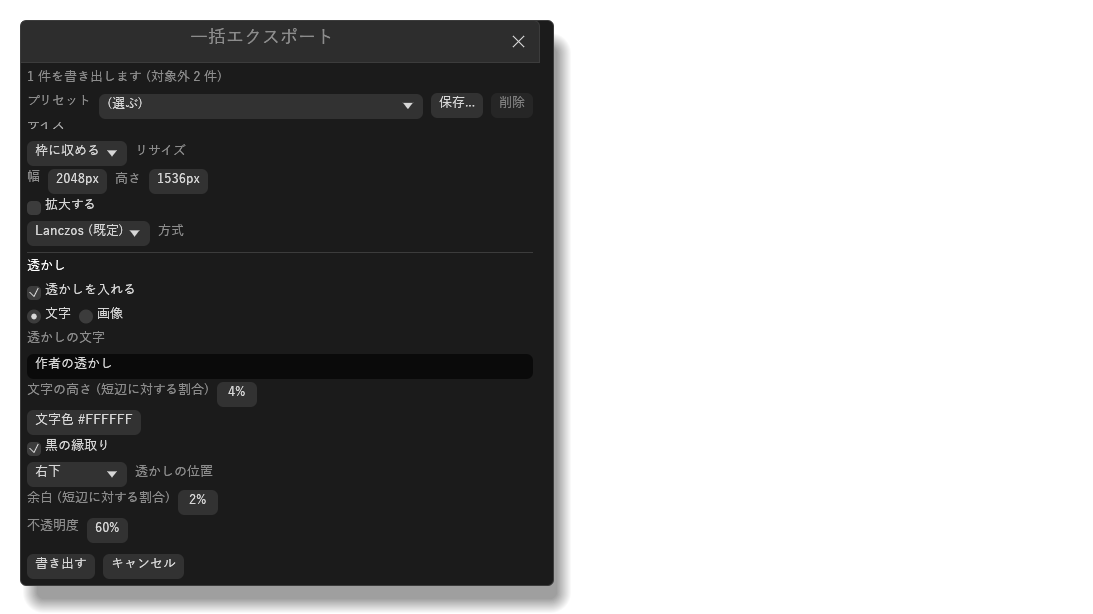 一括エクスポート
1 件を書き出します (対象外 2 件)
プリセット (選ぶ) 保存... 削除
サイズ
枠に収める リサイズ
幅 2048px 高さ 1536px
拡大する
Lanczos (既定) 方式
透かし
透かしを入れる
文字 画像
透かしの文字
作者の透かし
文字の高さ (短辺に対する割合) 4%
文字色 #FFFFFF
黒の縁取り
右下 透かしの位置
余白 (短辺に対する割合) 2%
不透明度 60%
書き出す キャンセル